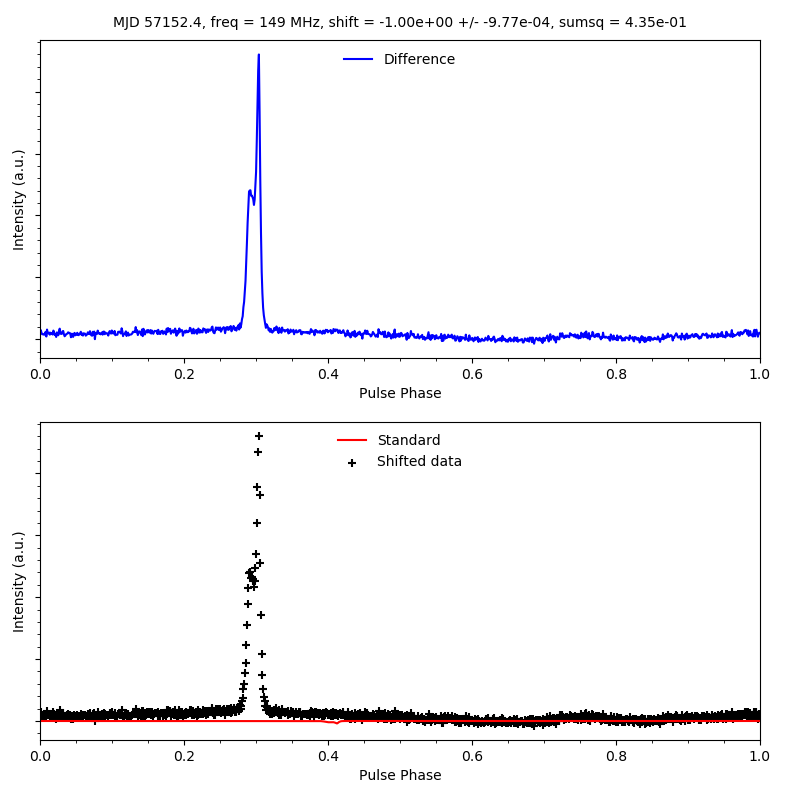 MJD 57152.4, freq = 149 MHz, shift = -1.00e+00 +/- -9.77e-04, sumsq = 4.35e-01
Difference
Intensity (a.u.)
0.0 0.2 0.4 0.6 0.8 1.0
Pulse Phase
Standard
Shifted data
Intensity (a.u.)
0.0 0.2 0.4 0.6 0.8 1.0
Pulse Phase